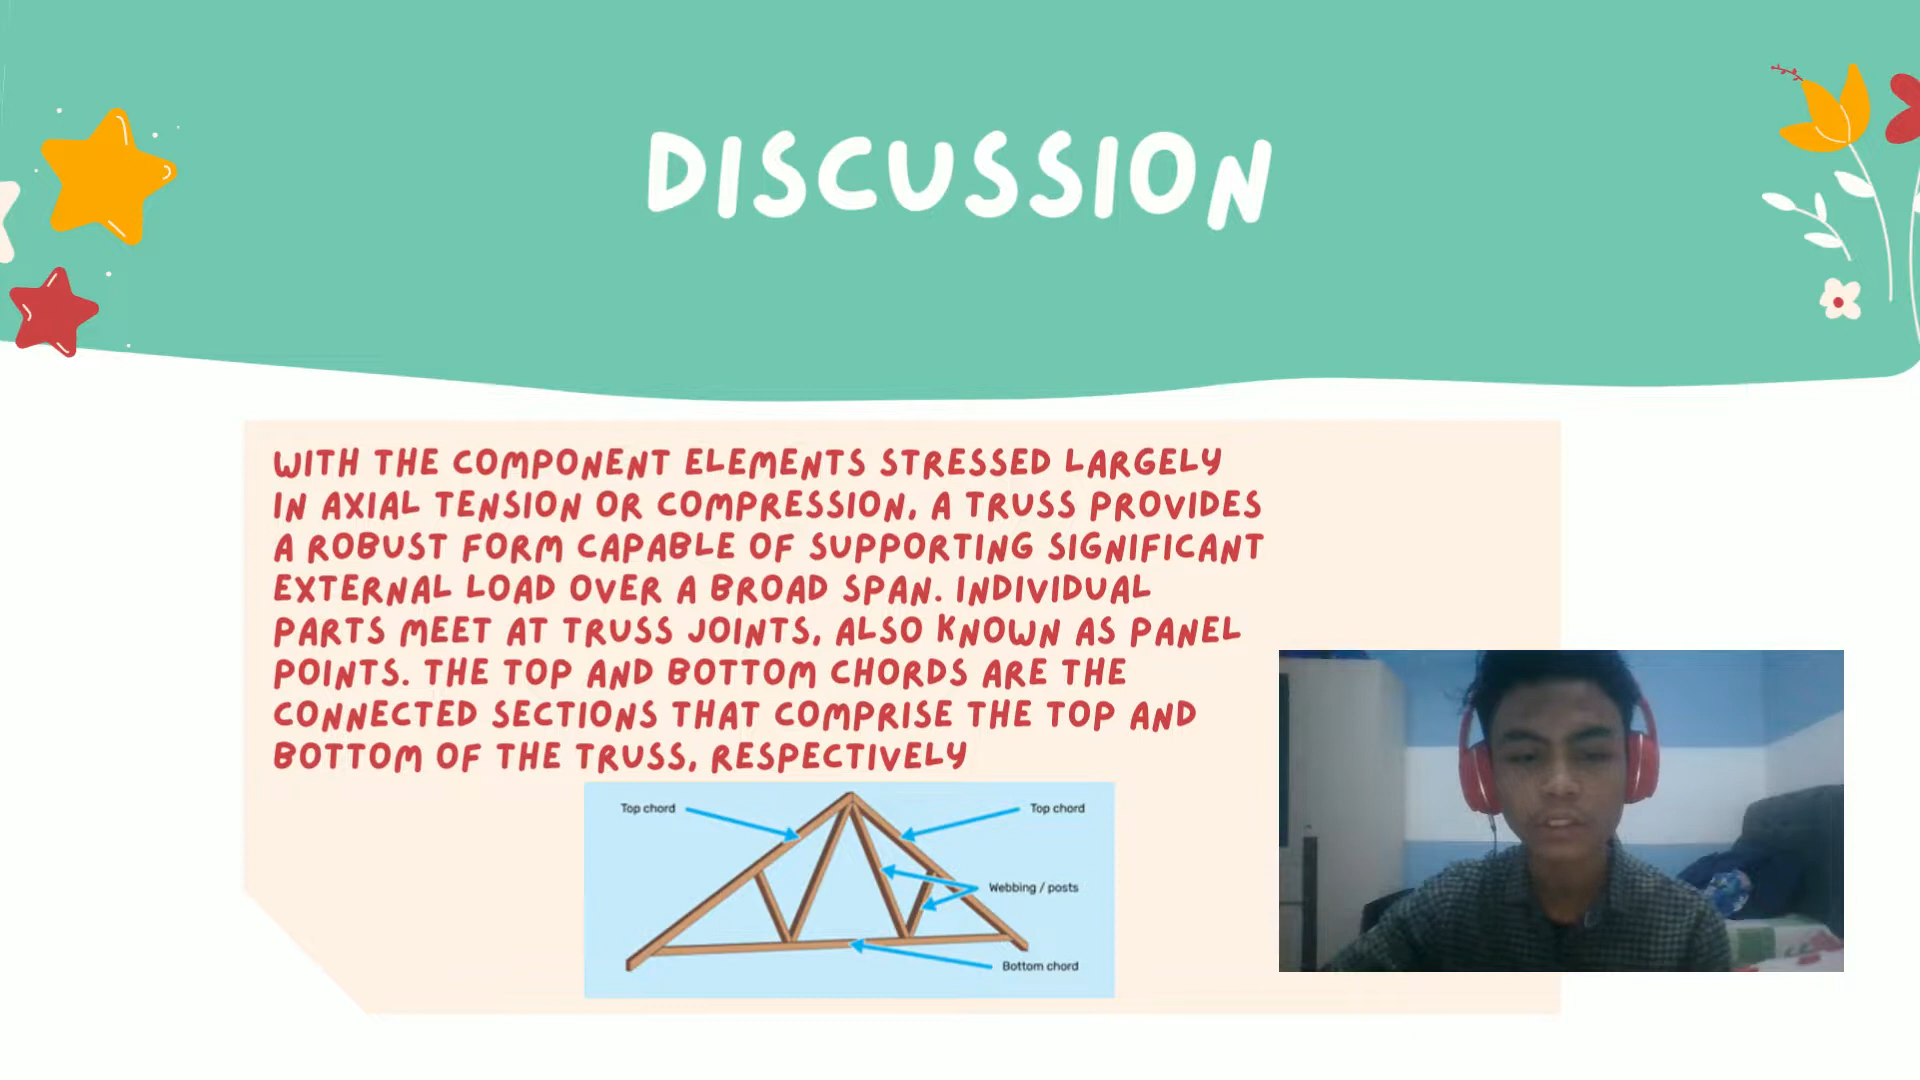 DISCUSSION
WITH THE COMPONENT ELEMENTS STRESSED LARGELY
IN AXIAL TENSION OR COMPRESSION, A TRUSS PROVIDES
A ROBUST FORM CAPABLE OF SUPPORTING SIGNIFICANT
EXTERNAL LOAD OVER A BROAD SPAN. INDIVIDUAL
PARTS MEET AT TRUSS JOINTS, ALSO KNOWN AS PANEL
POINTS. THE TOP AND BOTTOM CHORDS ARE THE
CONNECTED SECTIONS THAT COMPRISE THE TOP AND
BOTTOM OF THE TRUSS, RESPECTIVELY
Top chord
Top chord
Webbing / posts
Bottom chord